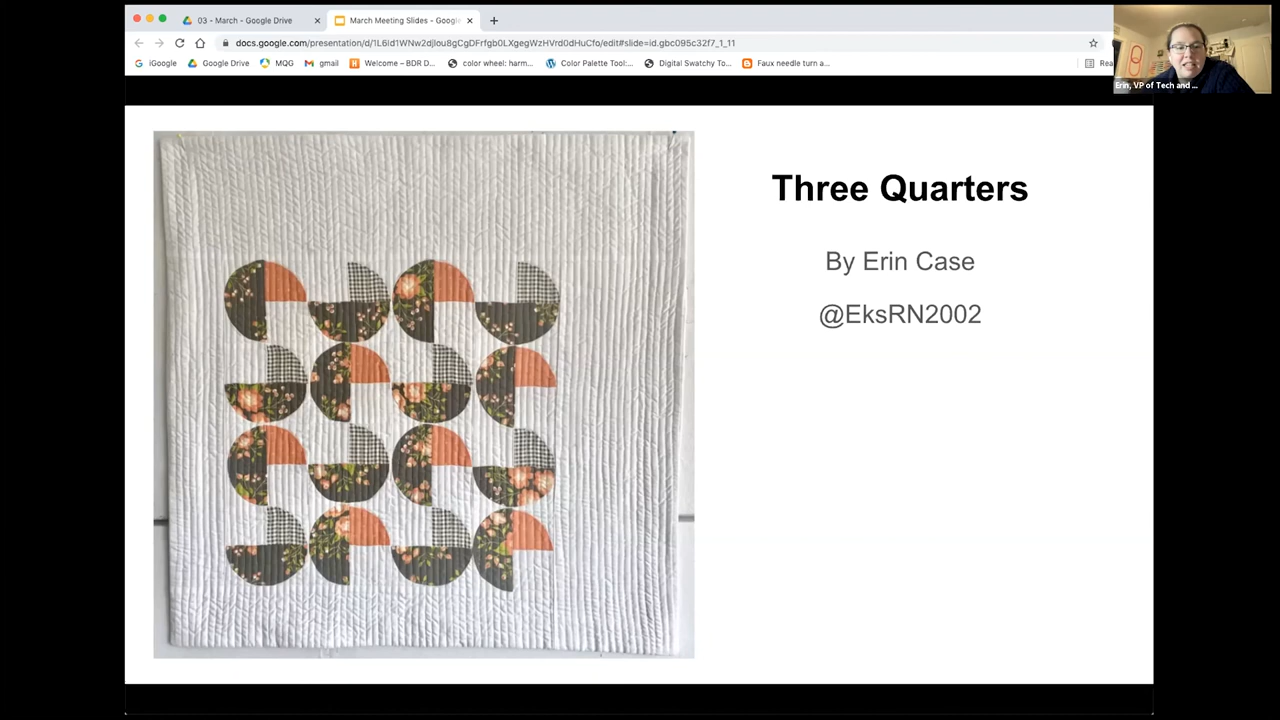 03 - March - Google Drive
March Meeting Slides - Googl
docs.google.com/presentation/d/1L6Id1WNw2djlou8gCgDFrfgb0LXgegWzHVrd0dHuCfo/edit#slide=id.gbc095c32f7_1_11
iGoogle
Google Drive
MQG
gmail
Welcome – BDR D...
color wheel: harm...
Color Palette Tool:...
Digital Swatchy To...
Faux needle turn a...
Rea
Erin, VP of Tech and ...
Three Quarters
By Erin Case
@EksRN2002